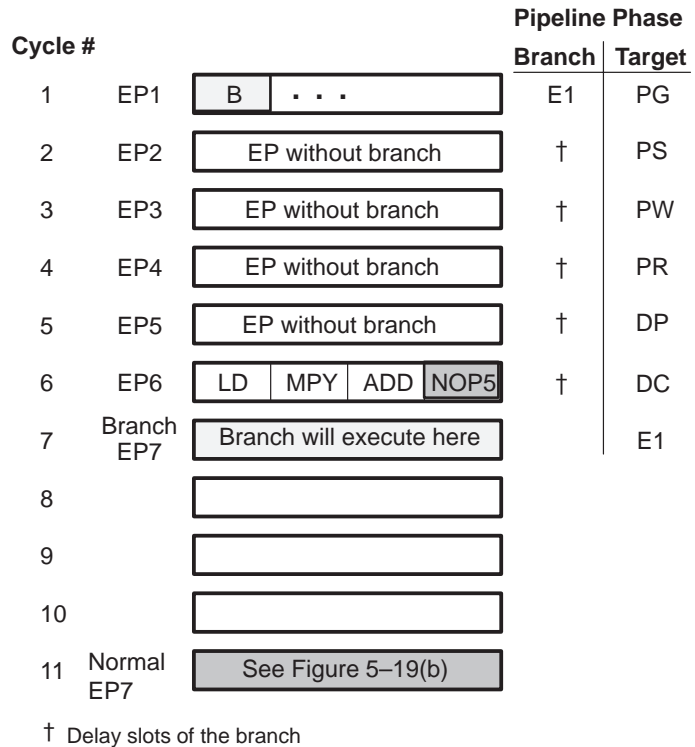 Pipeline Phase
Cycle #
Branch Target
1 EP1 B . . . E1 PG
2 EP2 EP without branch † PS
3 EP3 EP without branch † PW
4 EP4 EP without branch † PR
5 EP5 EP without branch † DP
6 EP6 LD MPY ADD NOP5 † DC
7 Branch EP7 Branch will execute here E1
8
9
10
11 Normal EP7 See Figure 5–19(b)
† Delay slots of the branch